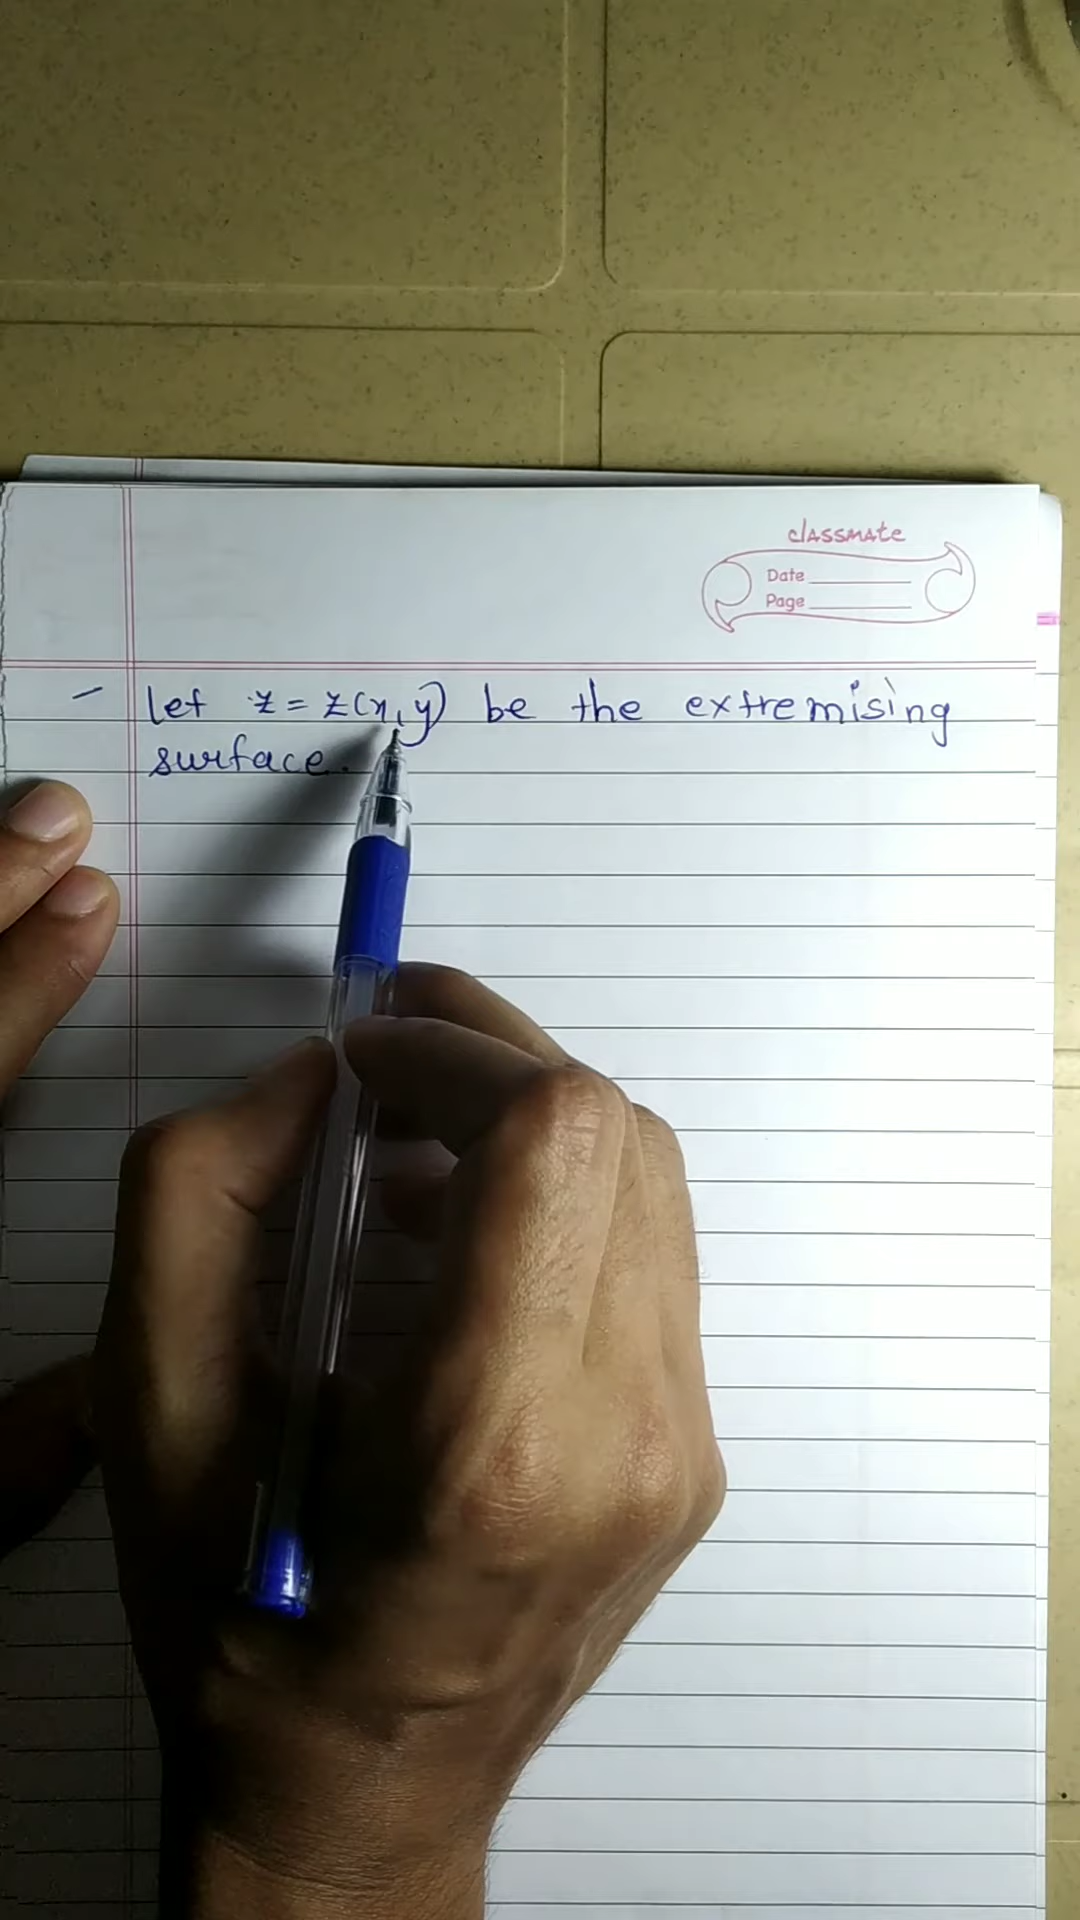 classmate
Date
Page
- Let z = z(x,y) be the extremising
surface.